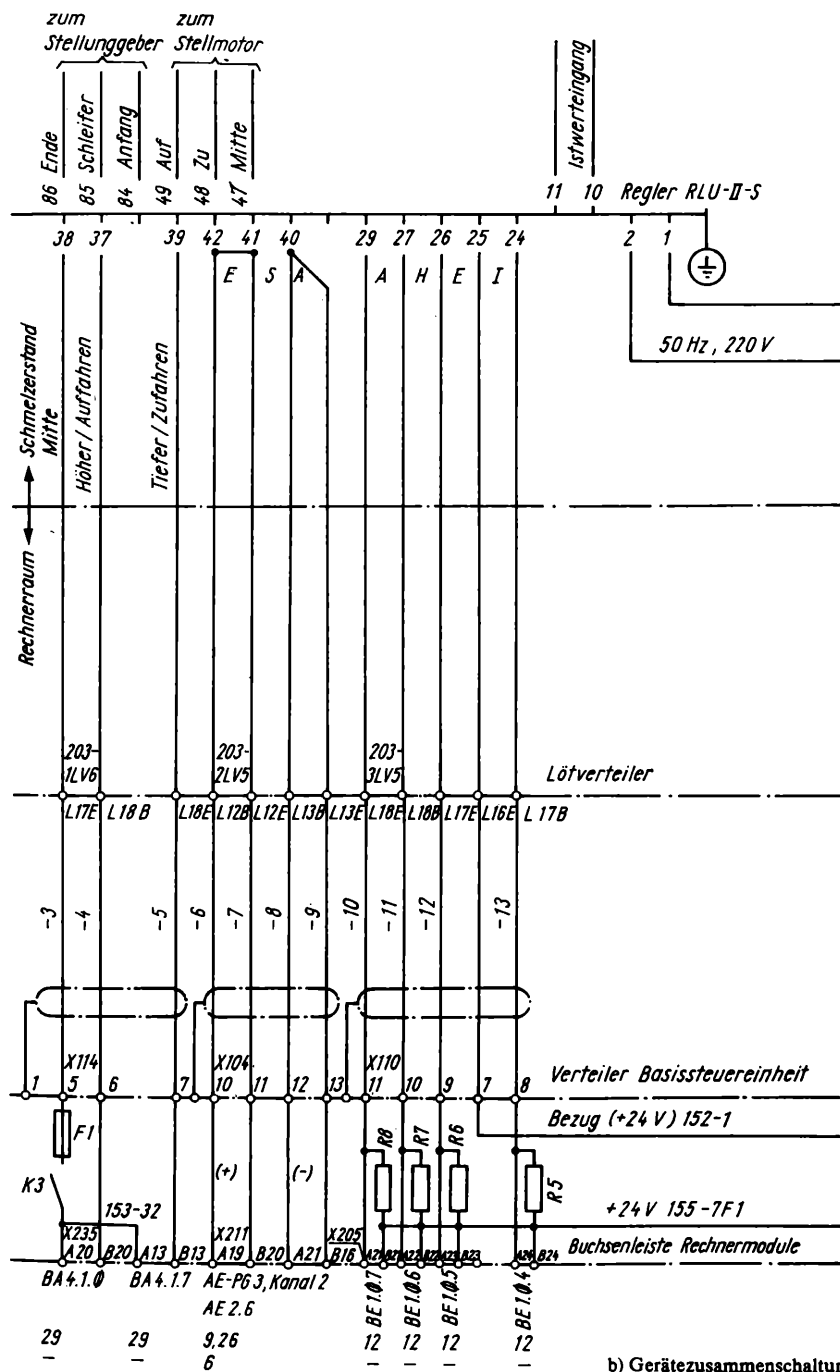 zum
Stellunggeber
zum
Stellmotor
86 Ende
85 Schleifer
84 Anfang
49 Auf
48 Zu
47 Mitte
Istwerteingang
11 10 Regler RLU-II-S
38 37 39 42 41 40 29 27 26 25 24 2 1
E S A A H E I
50 Hz, 220 V
Schmelzerstand
Mitte
Höher/Auffahren
Tiefer/Zufahren
Rechnerraum
203-
1LV6
203-
2LV5
203-
3LV5
Lötverteiler
L17E L18B L18E L12B L12E L13B L13E L18E L18B L17E L16E L17B
-3 -4 -5 -6 -7 -8 -9 -10 -11 -12 -13
X114 X104 X110
1 5 6 7 10 11 12 13 11 10 9 7 8 Verteiler Basissteuereinheit
Bezug (+24 V) 152-1
F1 R8 R7 R6 R5
K3 (+) (-)
153-32 +24V 155-7F1
X235 X211 X205
A20 B20 A13 B13 A19 B20 A21 B16 A22 B22 A23 B23 A24 B24 Buchsenleiste Rechnermodule
BA 4.1.0 BA 4.1.7 AE-PG 3, Kanal 2
AE 2.6
BE 1.0.7
BE 1.0.6
BE 1.0.5
BE 1.0.4
29 29 9,26 12 12 12 12
– – 6 – – – –
b) Gerätezusammenschaltun